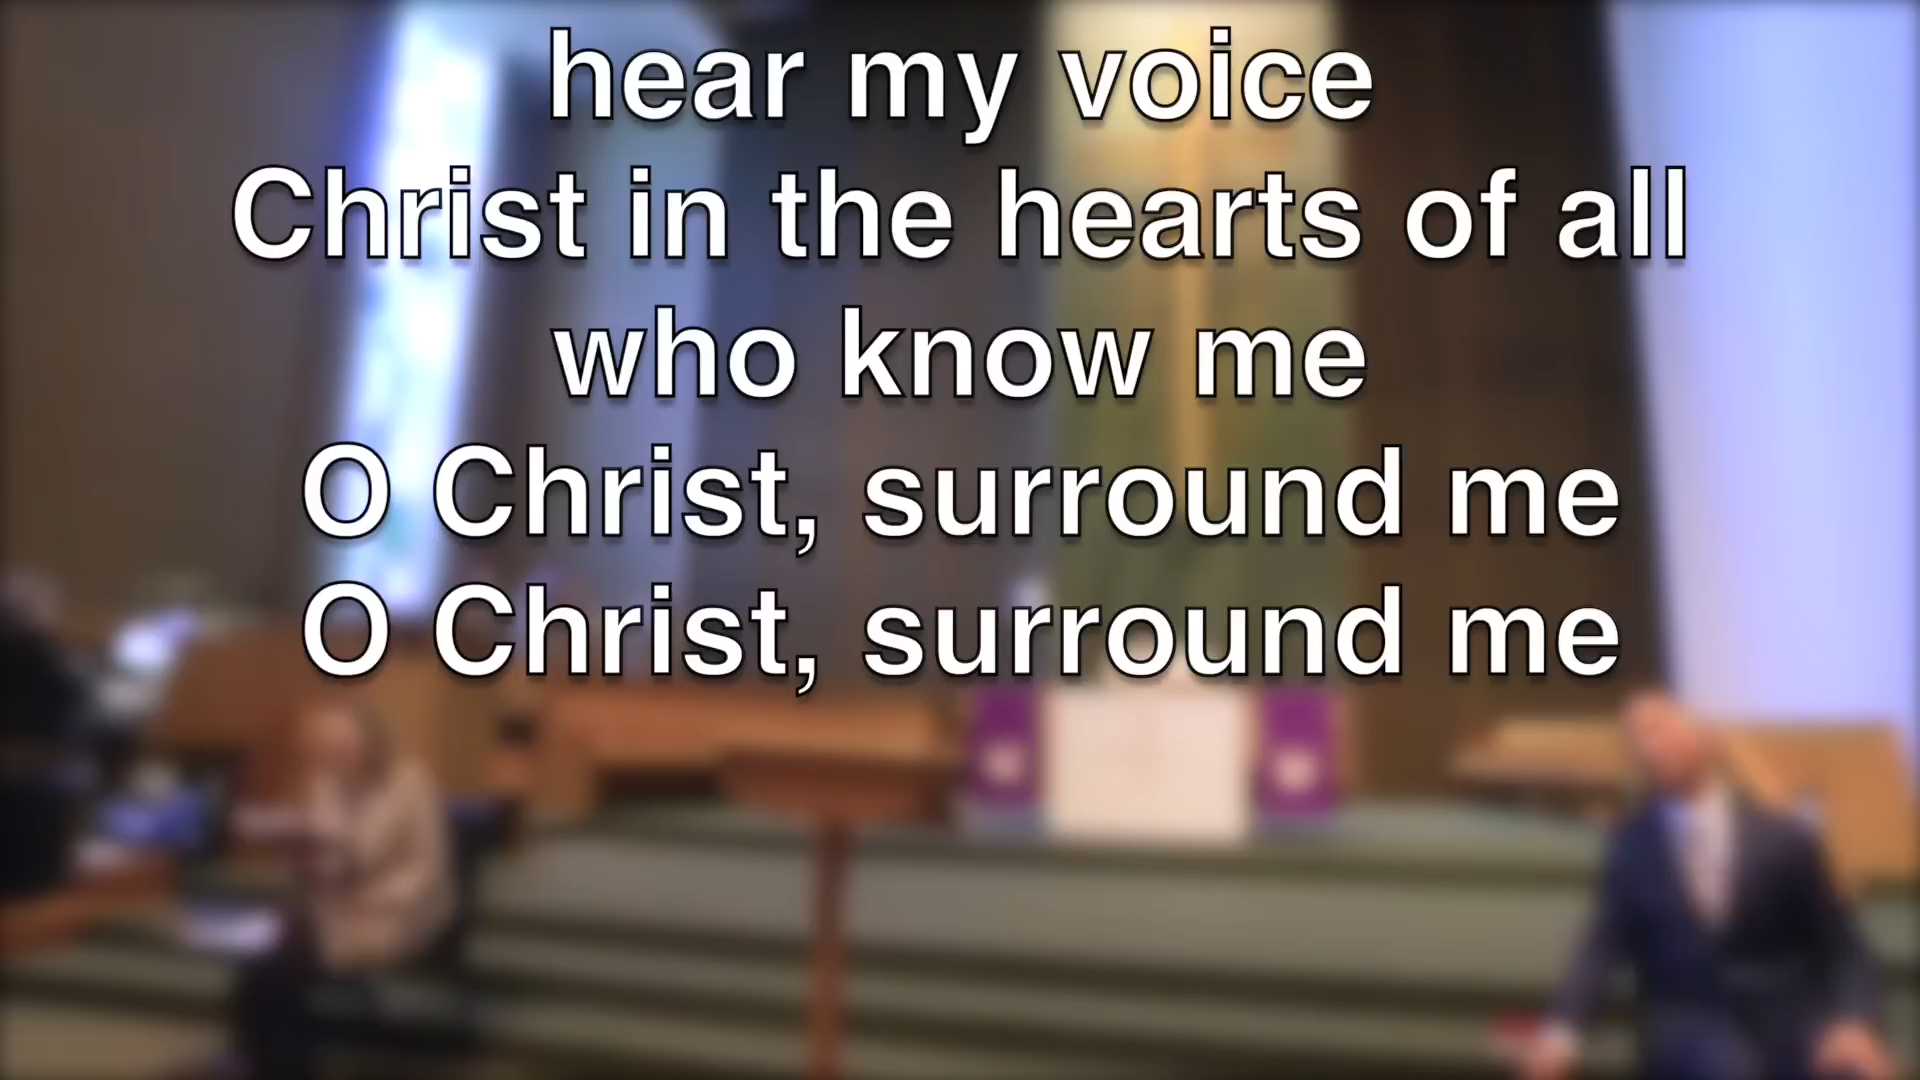 hear my voice
Christ in the hearts of all
who know me
O Christ, surround me
O Christ, surround me